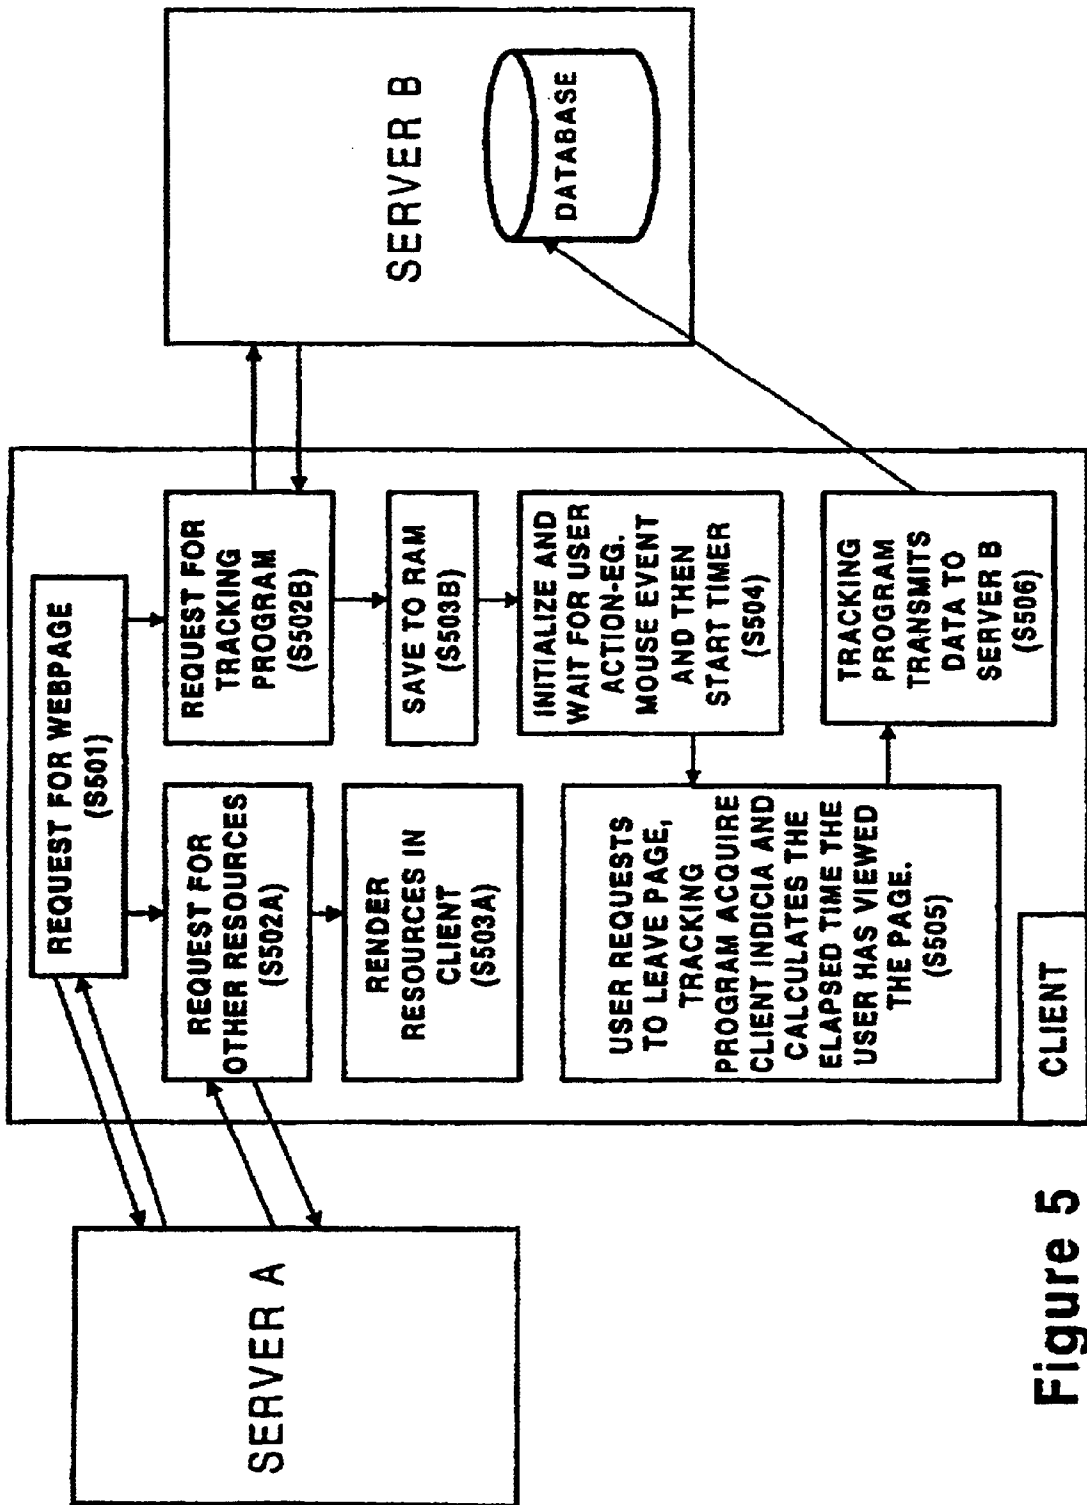 SERVER A
REQUEST FOR WEBPAGE
(S501)
REQUEST FOR
OTHER RESOURCES
(S502A)
RENDER
RESOURCES IN
CLIENT
(S503A)
REQUEST FOR
TRACKING
PROGRAM
(S502B)
SAVE TO RAM
(S503B)
INITIALIZE AND
WAIT FOR USER
ACTION-EG.
MOUSE EVENT
AND THEN
START TIMER
(S504)
USER REQUESTS
TO LEAVE PAGE,
TRACKING
PROGRAM ACQUIRE
CLIENT INDICIA AND
CALCULATES THE
ELAPSED TIME THE
USER HAS VIEWED
THE PAGE.
(S505)
TRACKING
PROGRAM
TRANSMITS
DATA TO
SERVER B
(S506)
CLIENT
SERVER B
DATABASE
Figure 5